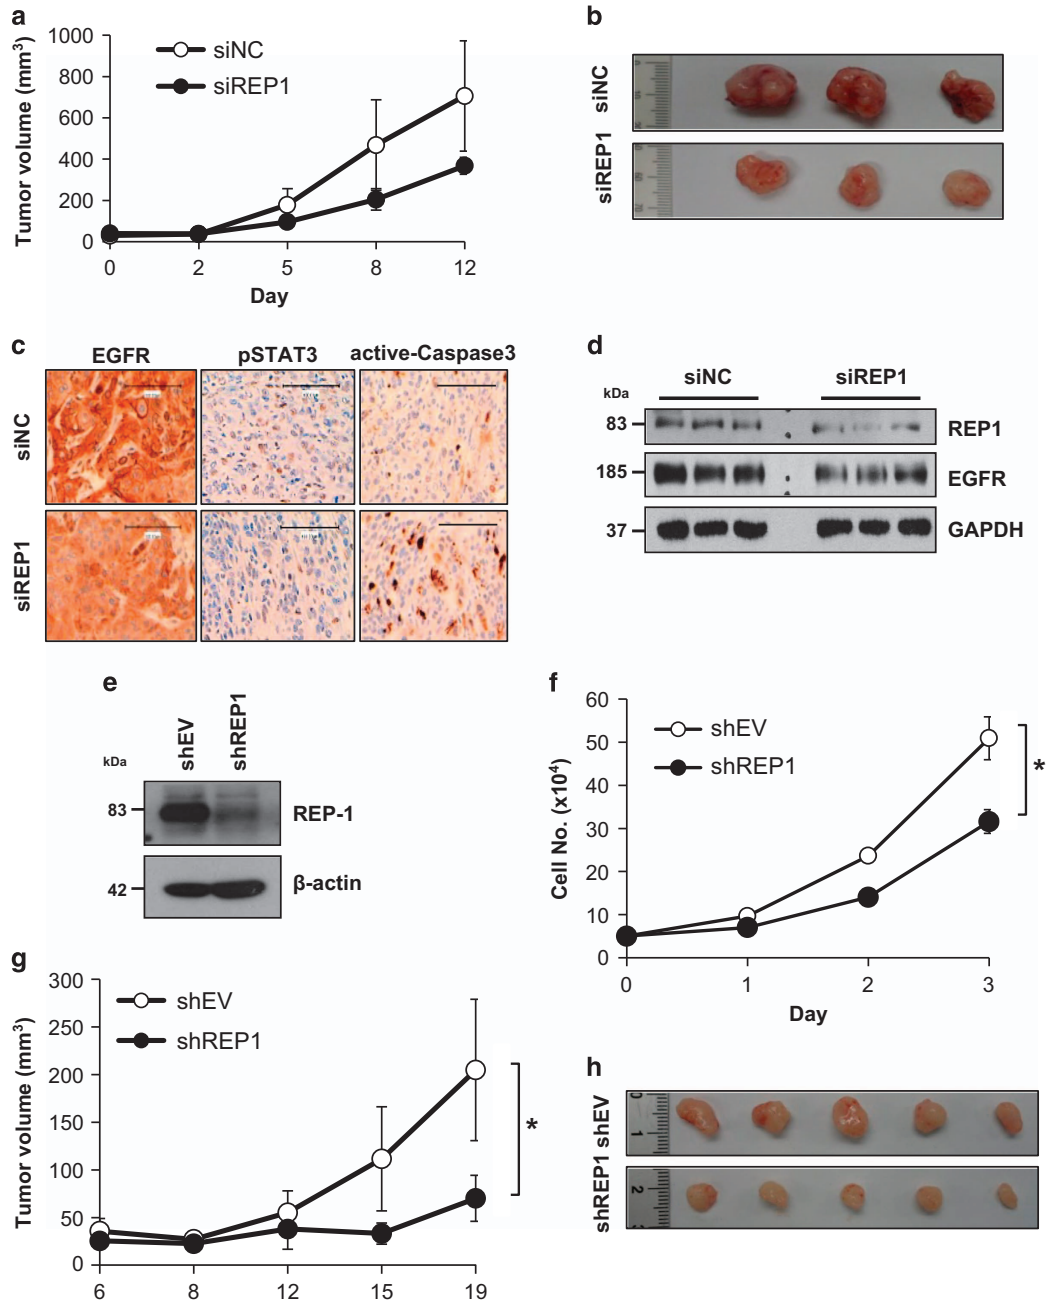 a
Tumor volume (mm³)
1000
800
600
400
200
0
siNC
siREP1
0 2 5 8 12
Day
b
siNC
siREP1
c
EGFR pSTAT3 active-Caspase3
siNC
siREP1
d
siNC siREP1
kDa
83 REP1
185 EGFR
37 GAPDH
e
shEV shREP1
kDa
83 REP-1
42 β-actin
f
Cell No. (x10⁴)
60
50
40
30
20
10
0
shEV
shREP1
*
0 1 2 3
Day
g
Tumor volume (mm³)
300
250
200
150
100
50
0
shEV
shREP1
*
6 8 12 15 19
h
shEV
0
1
shREP1
2